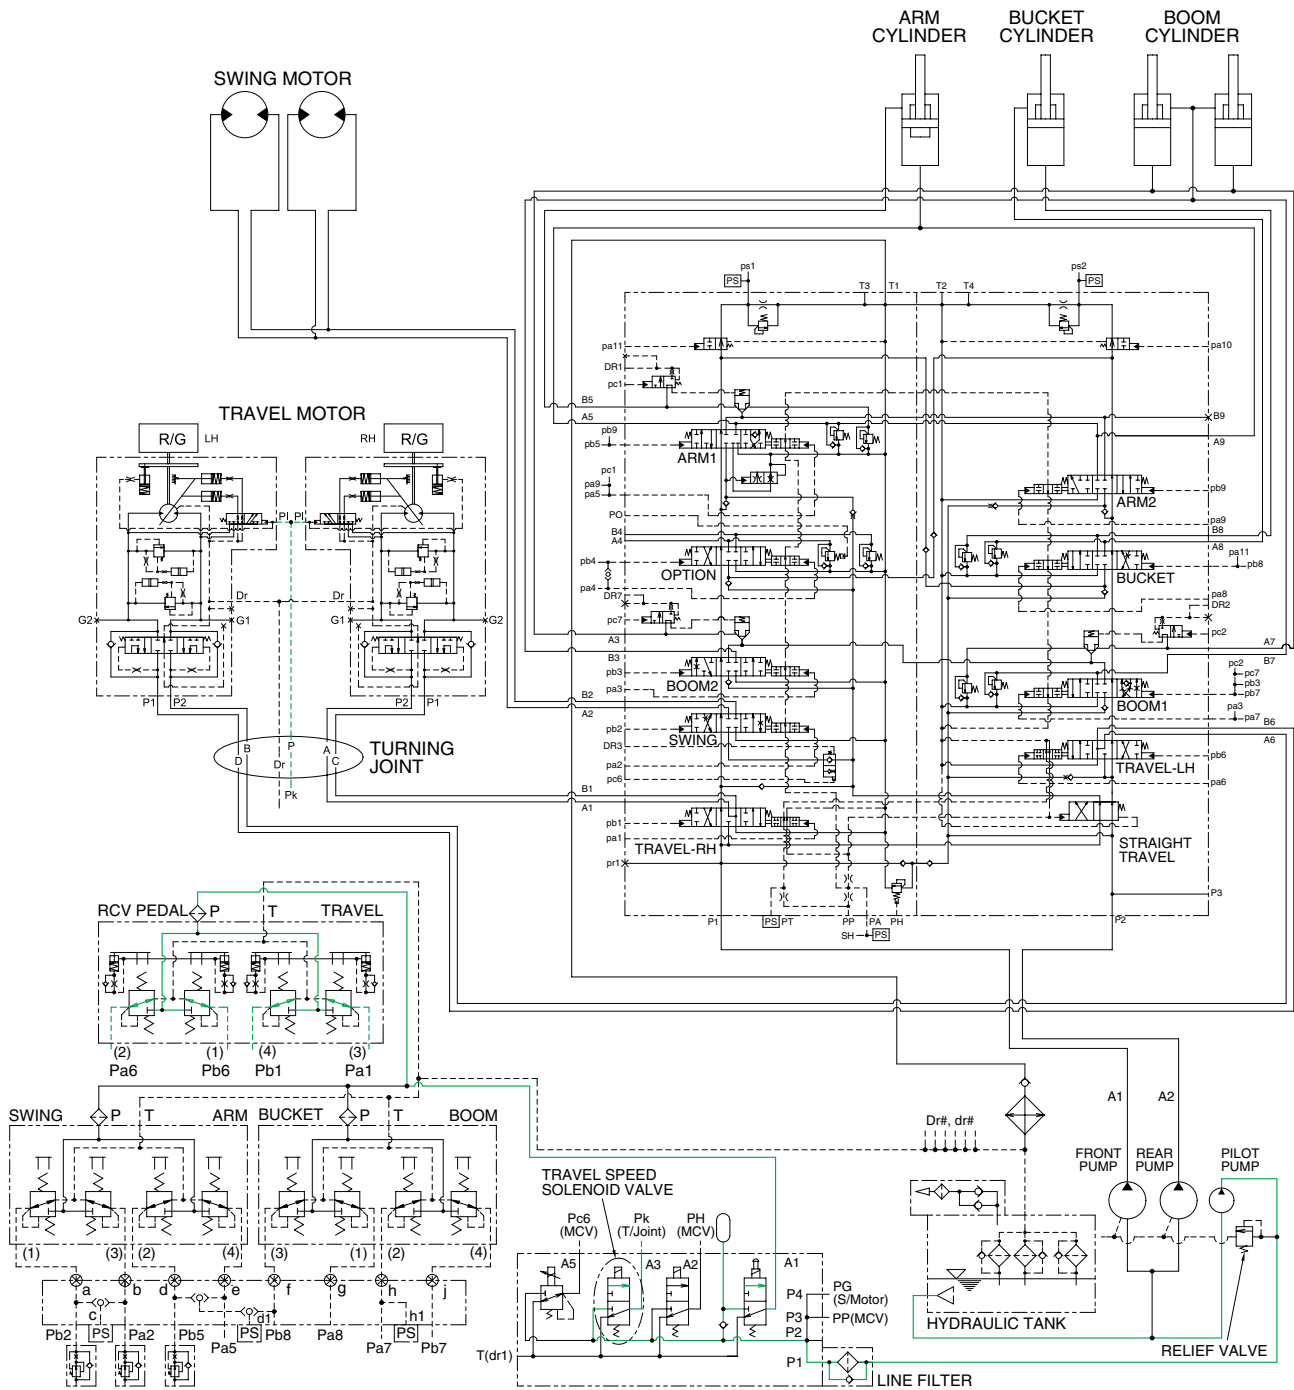 ARM
CYLINDER
BUCKET
CYLINDER
BOOM
CYLINDER
SWING MOTOR
ps1
PS
T3
T1
T2
T4
ps2
PS
pa11
DR1
pc1
pa10
B5
A5
B9
A9
pb9
pb5
ARM1
pc1
pa9
pa5
PO
ARM2
pb9
pa9
B8
B4
A4
A8
pb4
OPTION
pa4
DR7
pc7
BUCKET
pa11
pb8
pa8
DR2
pc2
A3
A7
B3
pb3
BOOM2
pa3
B7
pc2
pc7
pb3
pb7
BOOM1
pa3
pa7
B2
A2
B6
A6
pb2
SWING
DR3
pa2
pc6
TRAVEL-LH
pb6
pa6
B1
A1
pb1
pa1
TRAVEL-RH
STRAIGHT
TRAVEL
pr1
P3
P1
PS
PT
PP
PA
PH
P2
SH
PS
TRAVEL MOTOR
R/G
LH
RH
R/G
PI
PI
Dr
Dr
G2
G1
G1
G2
P1
P2
P2
P1
B
D
P
Dr
A
C
TURNING
JOINT
Pk
RCV PEDAL
P
T
TRAVEL
(2)
(1)
(4)
(3)
Pa6
Pb6
Pb1
Pa1
SWING
P
T
ARM
BUCKET
P
T
BOOM
(1)
(3)
(2)
(4)
(3)
(1)
(2)
(4)
a
b
d
e
f
g
h
j
c
PS
PS
d1
h1
PS
Pb2
Pa2
Pb5
Pa5
Pb8
Pa8
Pa7
Pb7
TRAVEL SPEED
SOLENOID VALVE
Pc6
(MCV)
Pk
(T/Joint)
PH
(MCV)
A5
A3
A2
A1
P4
PG
(S/Motor)
P3
PP(MCV)
P2
T(dr1)
P1
LINE FILTER
Dr#, dr#
A1
A2
FRONT
PUMP
REAR
PUMP
PILOT
PUMP
HYDRAULIC TANK
RELIEF VALVE